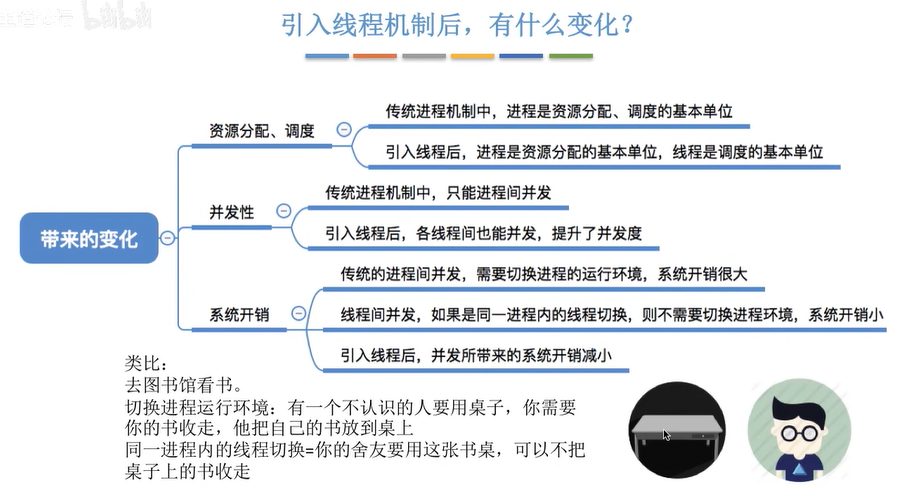 bilibili
引入线程机制后，有什么变化？
资源分配、调度
传统进程机制中，进程是资源分配、调度的基本单位
引入线程后，进程是资源分配的基本单位，线程是调度的基本单位
带来的变化
并发性
传统进程机制中，只能进程间并发
引入线程后，各线程间也能并发，提升了并发度
系统开销
传统的进程间并发，需要切换进程的运行环境，系统开销很大
线程间并发，如果是同一进程内的线程切换，则不需要切换进程环境，系统开销小
引入线程后，并发所带来的系统开销减小
类比：
去图书馆看书。
切换进程运行环境：有一个不认识的人要用桌子，你需要
你的书收走，他把自己的书放到桌上
同一进程内的线程切换=你的舍友要用这张书桌，可以不把
桌子上的书收走